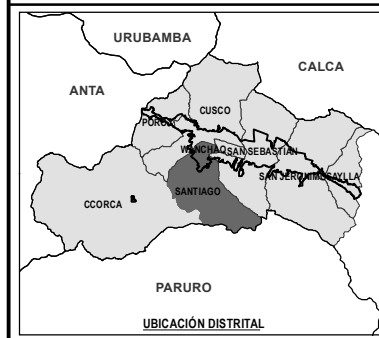 URUBAMBA
CALCA
ANTA
CUSCO
POROY
WANCHAQ
SAN SEBASTIAN
SAN JERONIMO
SAYLLA
SANTIAGO
CCORCA
PARURO
UBICACIÓN DISTRITAL